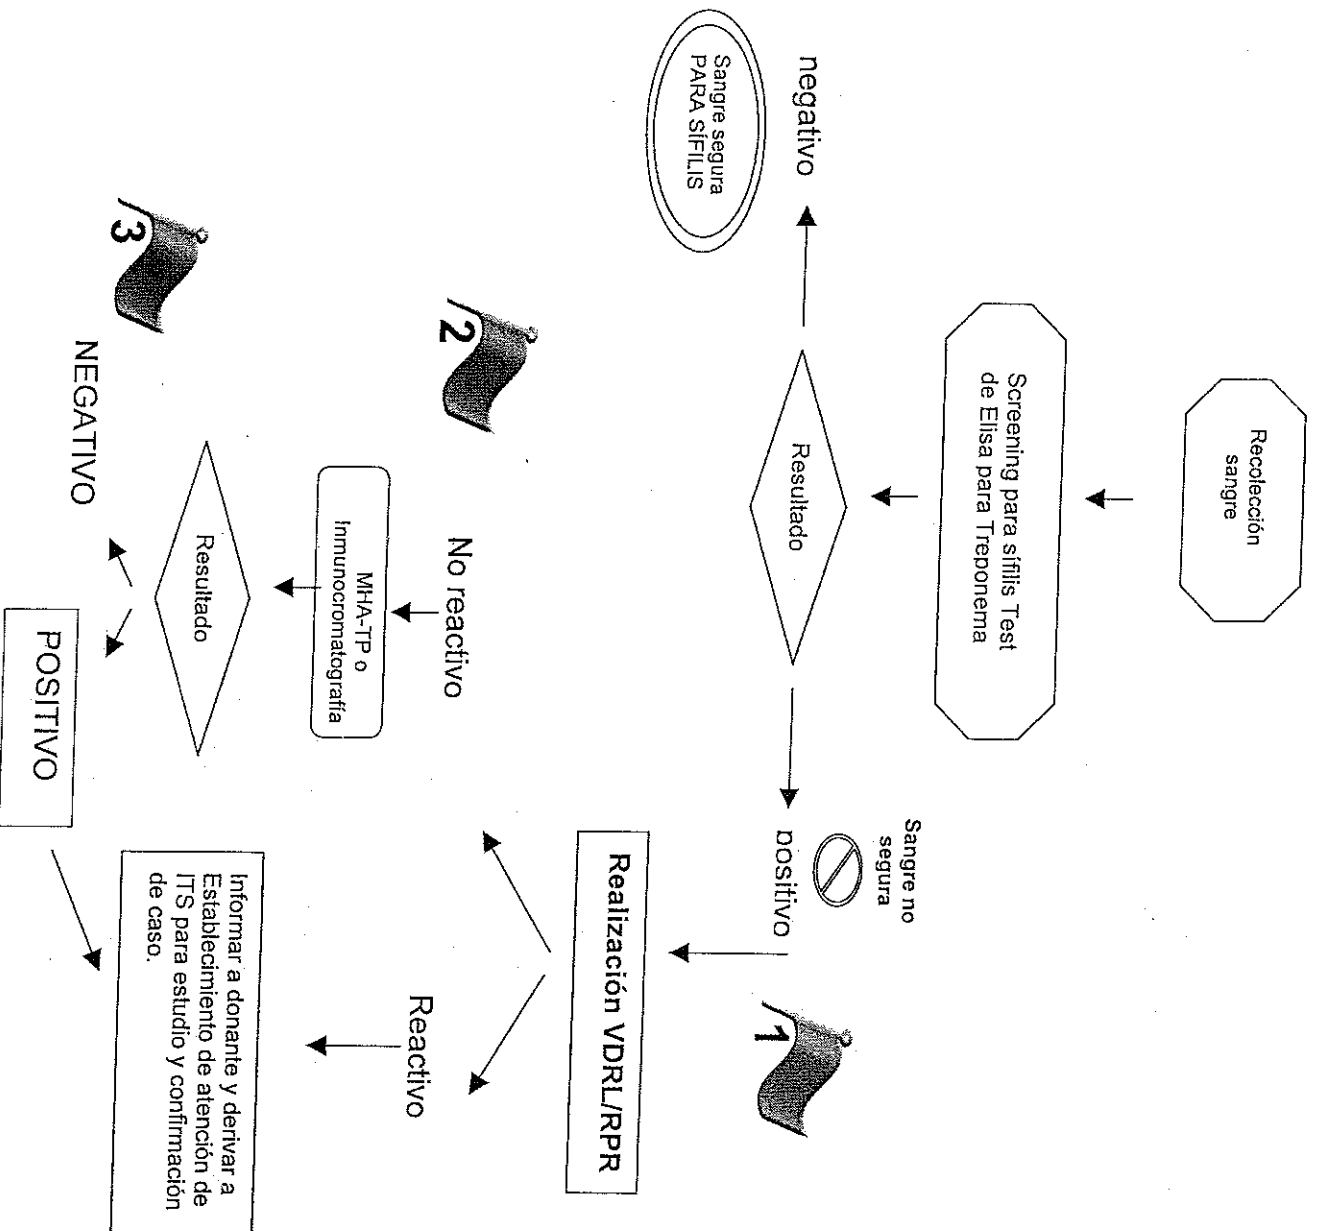 Recolección
sangre
Screening para sífilis Test
de Elisa para Treponema
Resultado
negativo
Sangre segura
PARA SÍFILIS
Sangre no
segura
positivo
1
Realización VDRL/RPR
2
No reactivo
Reactivo
MHA-TP o
Inmunocromatografía
Resultado
3
NEGATIVO
POSITIVO
Informar a donante y derivar a
Establecimiento de atención de
ITS para estudio y confirmación
de caso.